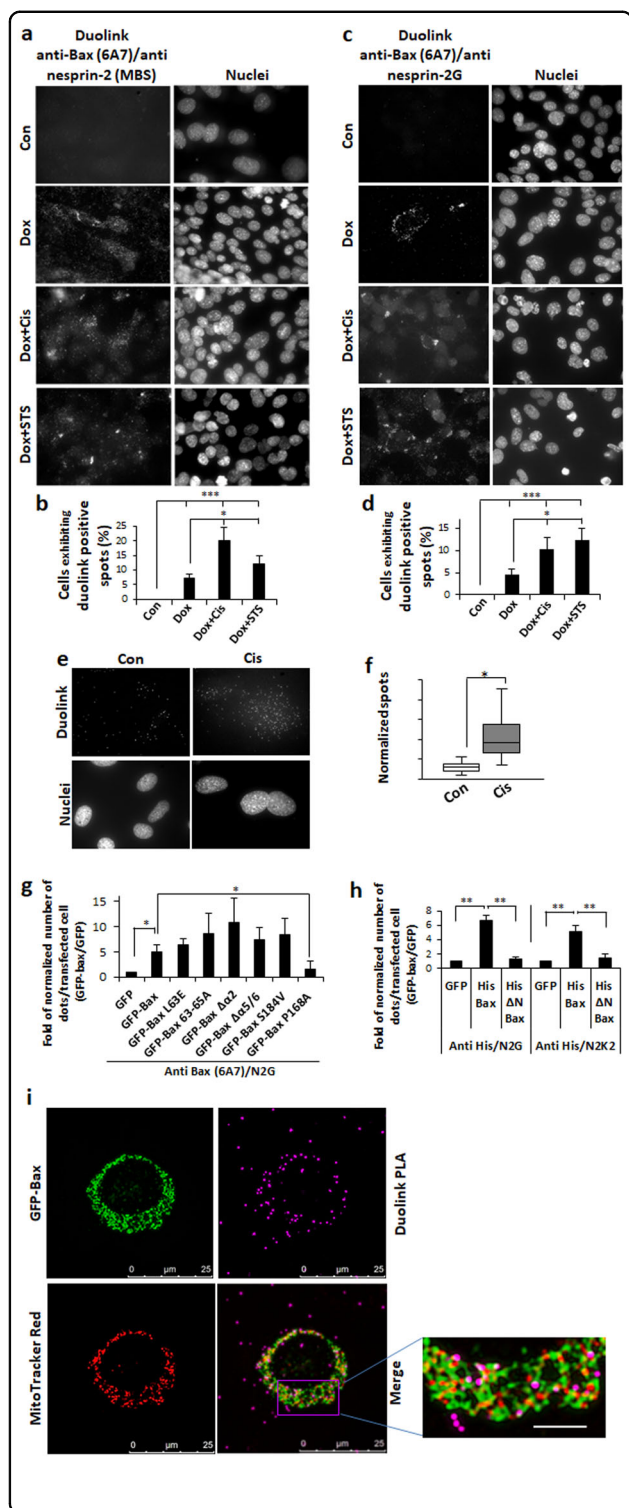 a
Duolink
anti-Bax (6A7)/anti
nesprin-2 (MBS)
Nuclei
Con
Dox
Dox+Cis
Dox+STS
c
Duolink
anti-Bax (6A7)/anti
nesprin-2G
Nuclei
Con
Dox
Dox+Cis
Dox+STS
b
Cells exhibiting
duolink positive
spots (%)
25
20
15
10
5
0
***
*
Con
Dox
Dox+Cis
Dox+STS
d
Cells exhibiting
duolink positive
spots (%)
15
10
5
0
***
*
Con
Dox
Dox+Cis
Dox+STS
e
Con
Cis
Duolink
Nuclei
f
Normalized spots
*
Con
Cis
g
Fold of normalized number of
dots/transfected cell
(GFP-bax/GFP)
15
10
5
0
*
*
GFP
GFP-Bax
GFP-Bax L63E
GFP-Bax 63-65A
GFP-Bax Δα2
GFP-Bax Δα5/6
GFP-Bax S184V
GFP-Bax P168A
Anti Bax (6A7)/N2G
h
Fold of normalized number of
dots/transfected cell
(GFP-bax/GFP)
8
6
4
2
0
**
**
**
**
GFP
His
Bax
His
ΔN
Bax
GFP
His
Bax
His
ΔN
Bax
Anti His/N2G
Anti His/N2K2
i
GFP-Bax
0 µm 25
Duolink PLA
0 µm 25
MitoTracker Red
0 µm 25
Merge
0 µm 25